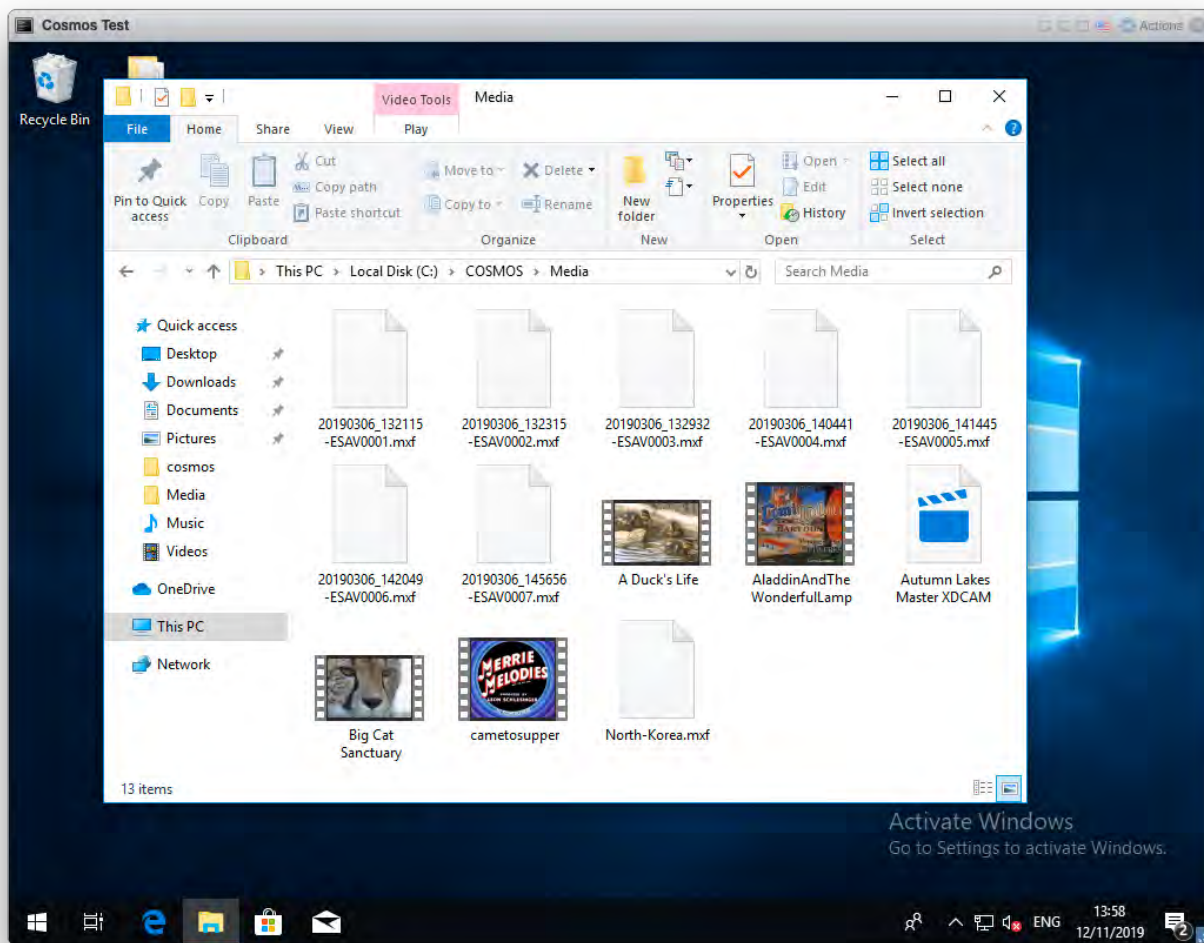 Cosmos Test
Actions
Recycle Bin
Video Tools
Media
File
Home
Share
View
Play
Pin to Quick
access
Copy
Paste
Cut
Copy path
Paste shortcut
Clipboard
Move to
Copy to
Delete
Rename
Organize
New
folder
New
Properties
Open
Edit
History
Open
Select all
Select none
Invert selection
Select
This PC > Local Disk (C:) > COSMOS > Media
Search Media
Quick access
Desktop
Downloads
Documents
Pictures
cosmos
Media
Music
Videos
OneDrive
This PC
Network
20190306_132115
-ESAV0001.mxf
20190306_132315
-ESAV0002.mxf
20190306_132932
-ESAV0003.mxf
20190306_140441
-ESAV0004.mxf
20190306_141445
-ESAV0005.mxf
20190306_142049
-ESAV0006.mxf
20190306_145656
-ESAV0007.mxf
A Duck's Life
AladdinAndThe
WonderfulLamp
Autumn Lakes
Master XDCAM
MERRIE
MELODIES
Big Cat
Sanctuary
cametosupper
North-Korea.mxf
13 items
Activate Windows
Go to Settings to activate Windows.
ENG
13:58
12/11/2019
2